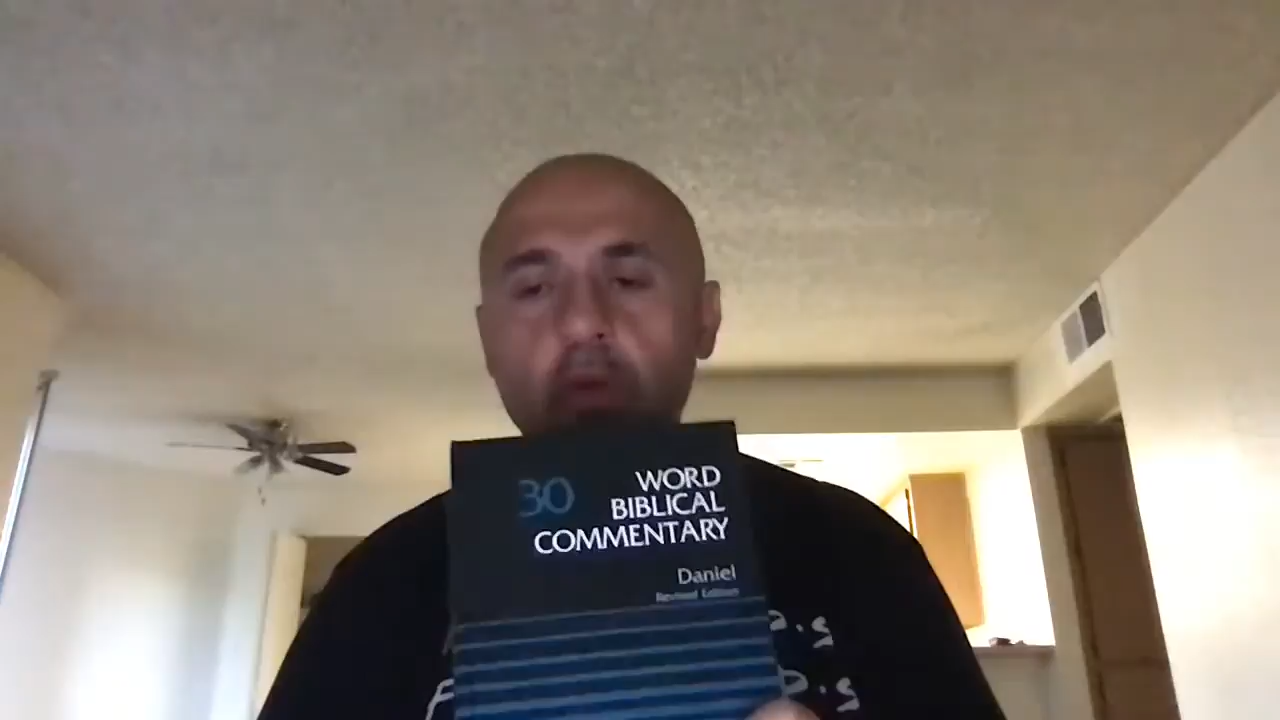 30
WORD
BIBLICAL
COMMENTARY
Daniel
Revised Edition